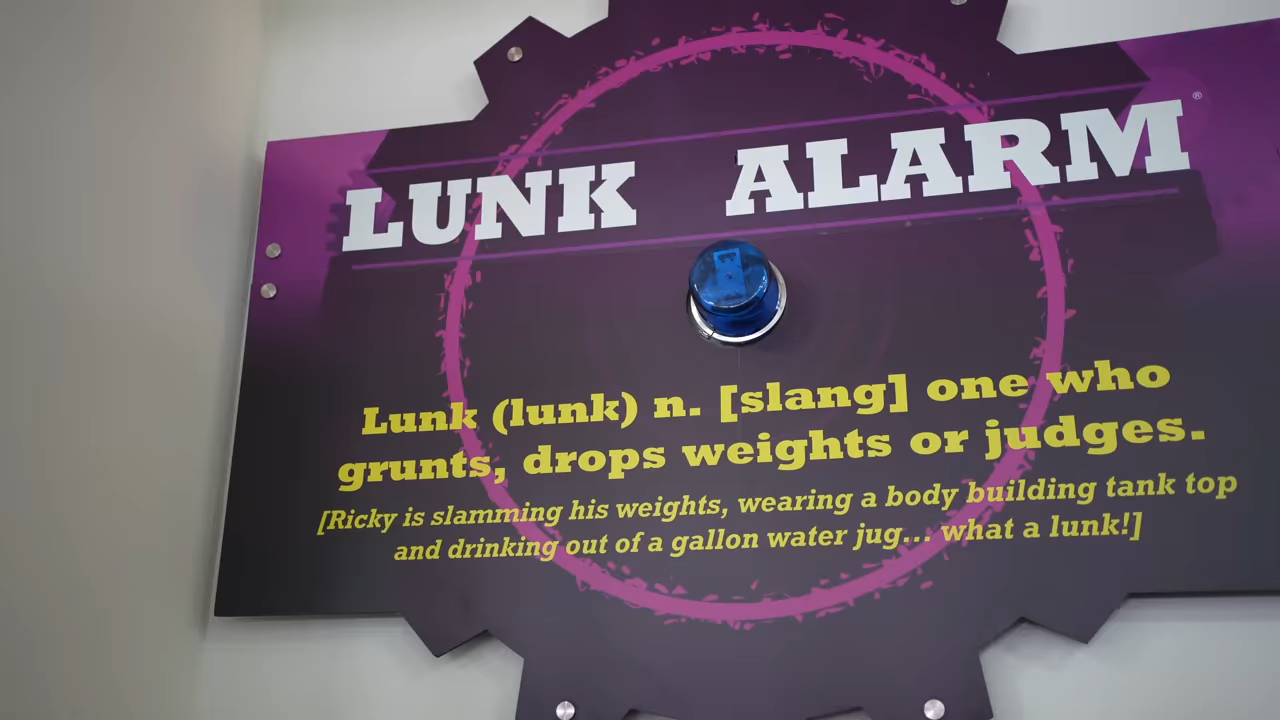 LUNK ALARM®
Lunk (lunk) n. [slang] one who
grunts, drops weights or judges.
[Ricky is slamming his weights, wearing a body building tank top
and drinking out of a gallon water jug... what a lunk!]